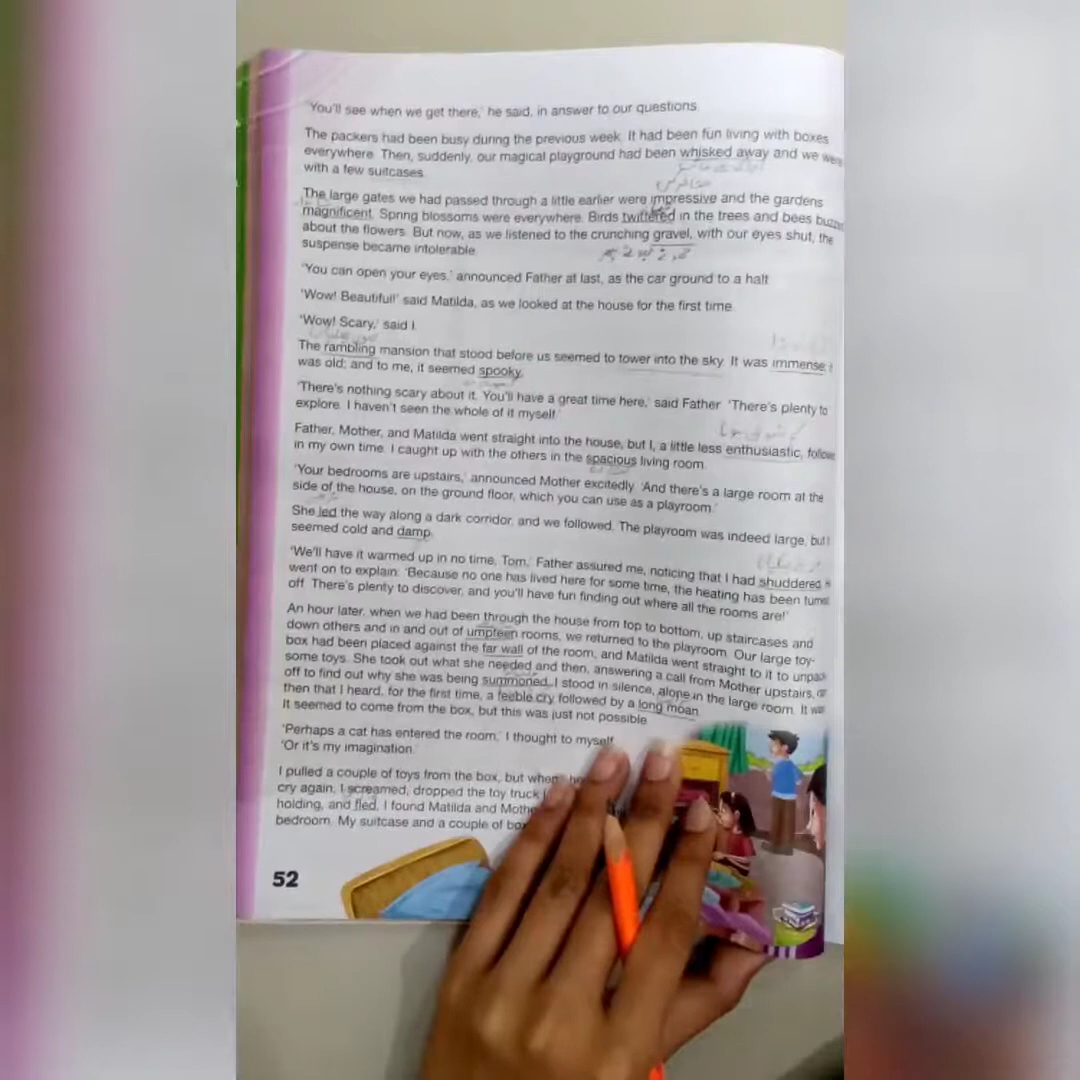 'You'll see when we get there,' he said, in answer to our questions.
The packers had been busy during the previous week. It had been fun living with boxes
everywhere. Then, suddenly, our magical playground had been whisked away and we were
with a few suitcases.
The large gates we had passed through a little earlier were impressive and the gardens
magnificent. Spring blossoms were everywhere. Birds twittered in the trees and bees
about the flowers. But now, as we listened to the crunching gravel, with our eyes shut, the
suspense became intolerable.
'You can open your eyes,' announced Father at last, as the car ground to a halt.
'Wow! Beautiful!' said Matilda, as we looked at the house for the first time.
'Wow! Scary,' said I.
The rambling mansion that stood before us seemed to tower into the sky. It was immense;
was old; and to me, it seemed spooky.
'There's nothing scary about it. You'll have a great time here,' said Father. 'There's plenty to
explore. I haven't seen the whole of it myself.'
Father, Mother, and Matilda went straight into the house, but I, a little less enthusiastic,
in my own time. I caught up with the others in the spacious living room.
'Your bedrooms are upstairs,' announced Mother excitedly. 'And there's a large room at the
side of the house, on the ground floor, which you can use as a playroom.'
She led the way along a dark corridor, and we followed. The playroom was indeed large, but
seemed cold and damp.
'We'll have it warmed up in no time, Tom,' Father assured me, noticing that I had shuddered.
went on to explain: 'Because no one has lived here for some time, the heating has been
off. There's plenty to discover, and you'll have fun finding out where all the rooms are!'
An hour later, when we had been through the house from top to bottom, up staircases and
down others and in and out of umpteen rooms, we returned to the playroom. Our large toy-
box had been placed against the far wall of the room, and Matilda went straight to it to unpack
some toys. She took out what she needed and then, answering a call from Mother upstairs,
off to find out why she was being summoned. I stood in silence, alone in the large room. It was
then that I heard, for the first time, a feeble cry followed by a long moan.
It seemed to come from the box, but this was just not possible.
'Perhaps a cat has entered the room,' I thought to myself.
'Or it's my imagination.'
I pulled a couple of toys from the box, but when
cry again, I screamed, dropped the toy truck
holding, and fled. I found Matilda and
bedroom. My suitcase and a couple of
52